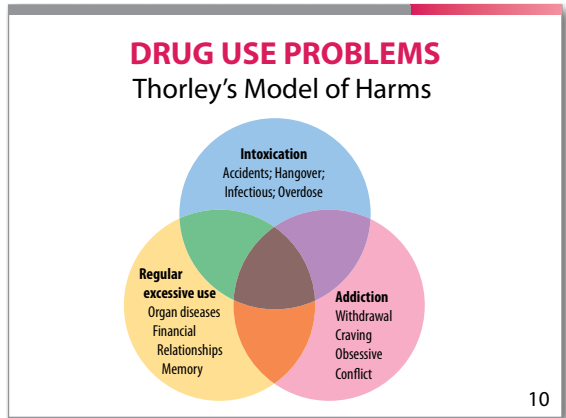 DRUG USE PROBLEMS
Thorley’s Model of Harms
Intoxication
Accidents; Hangover;
Infectious; Overdose
Regular
excessive use
Organ diseases
Financial
Relationships
Memory
Addiction
Withdrawal
Craving
Obsessive
Conflict
10